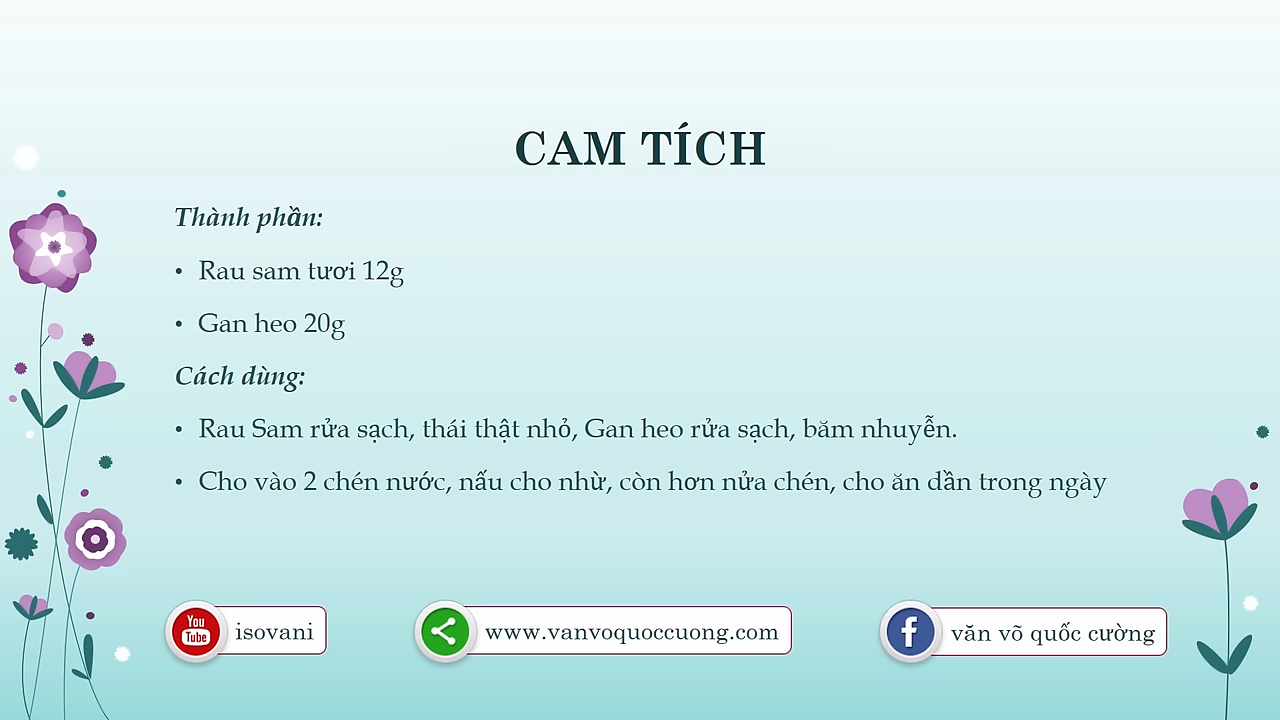 CAM TÍCH
Thành phần:
• Rau sam tươi 12g
• Gan heo 20g
Cách dùng:
• Rau Sam rửa sạch, thái thật nhỏ, Gan heo rửa sạch, băm nhuyễn.
• Cho vào 2 chén nước, nấu cho nhừ, còn hơn nửa chén, cho ăn dần trong ngày
You Tube isovani
www.vanvoquoccuong.com
f văn võ quốc cường